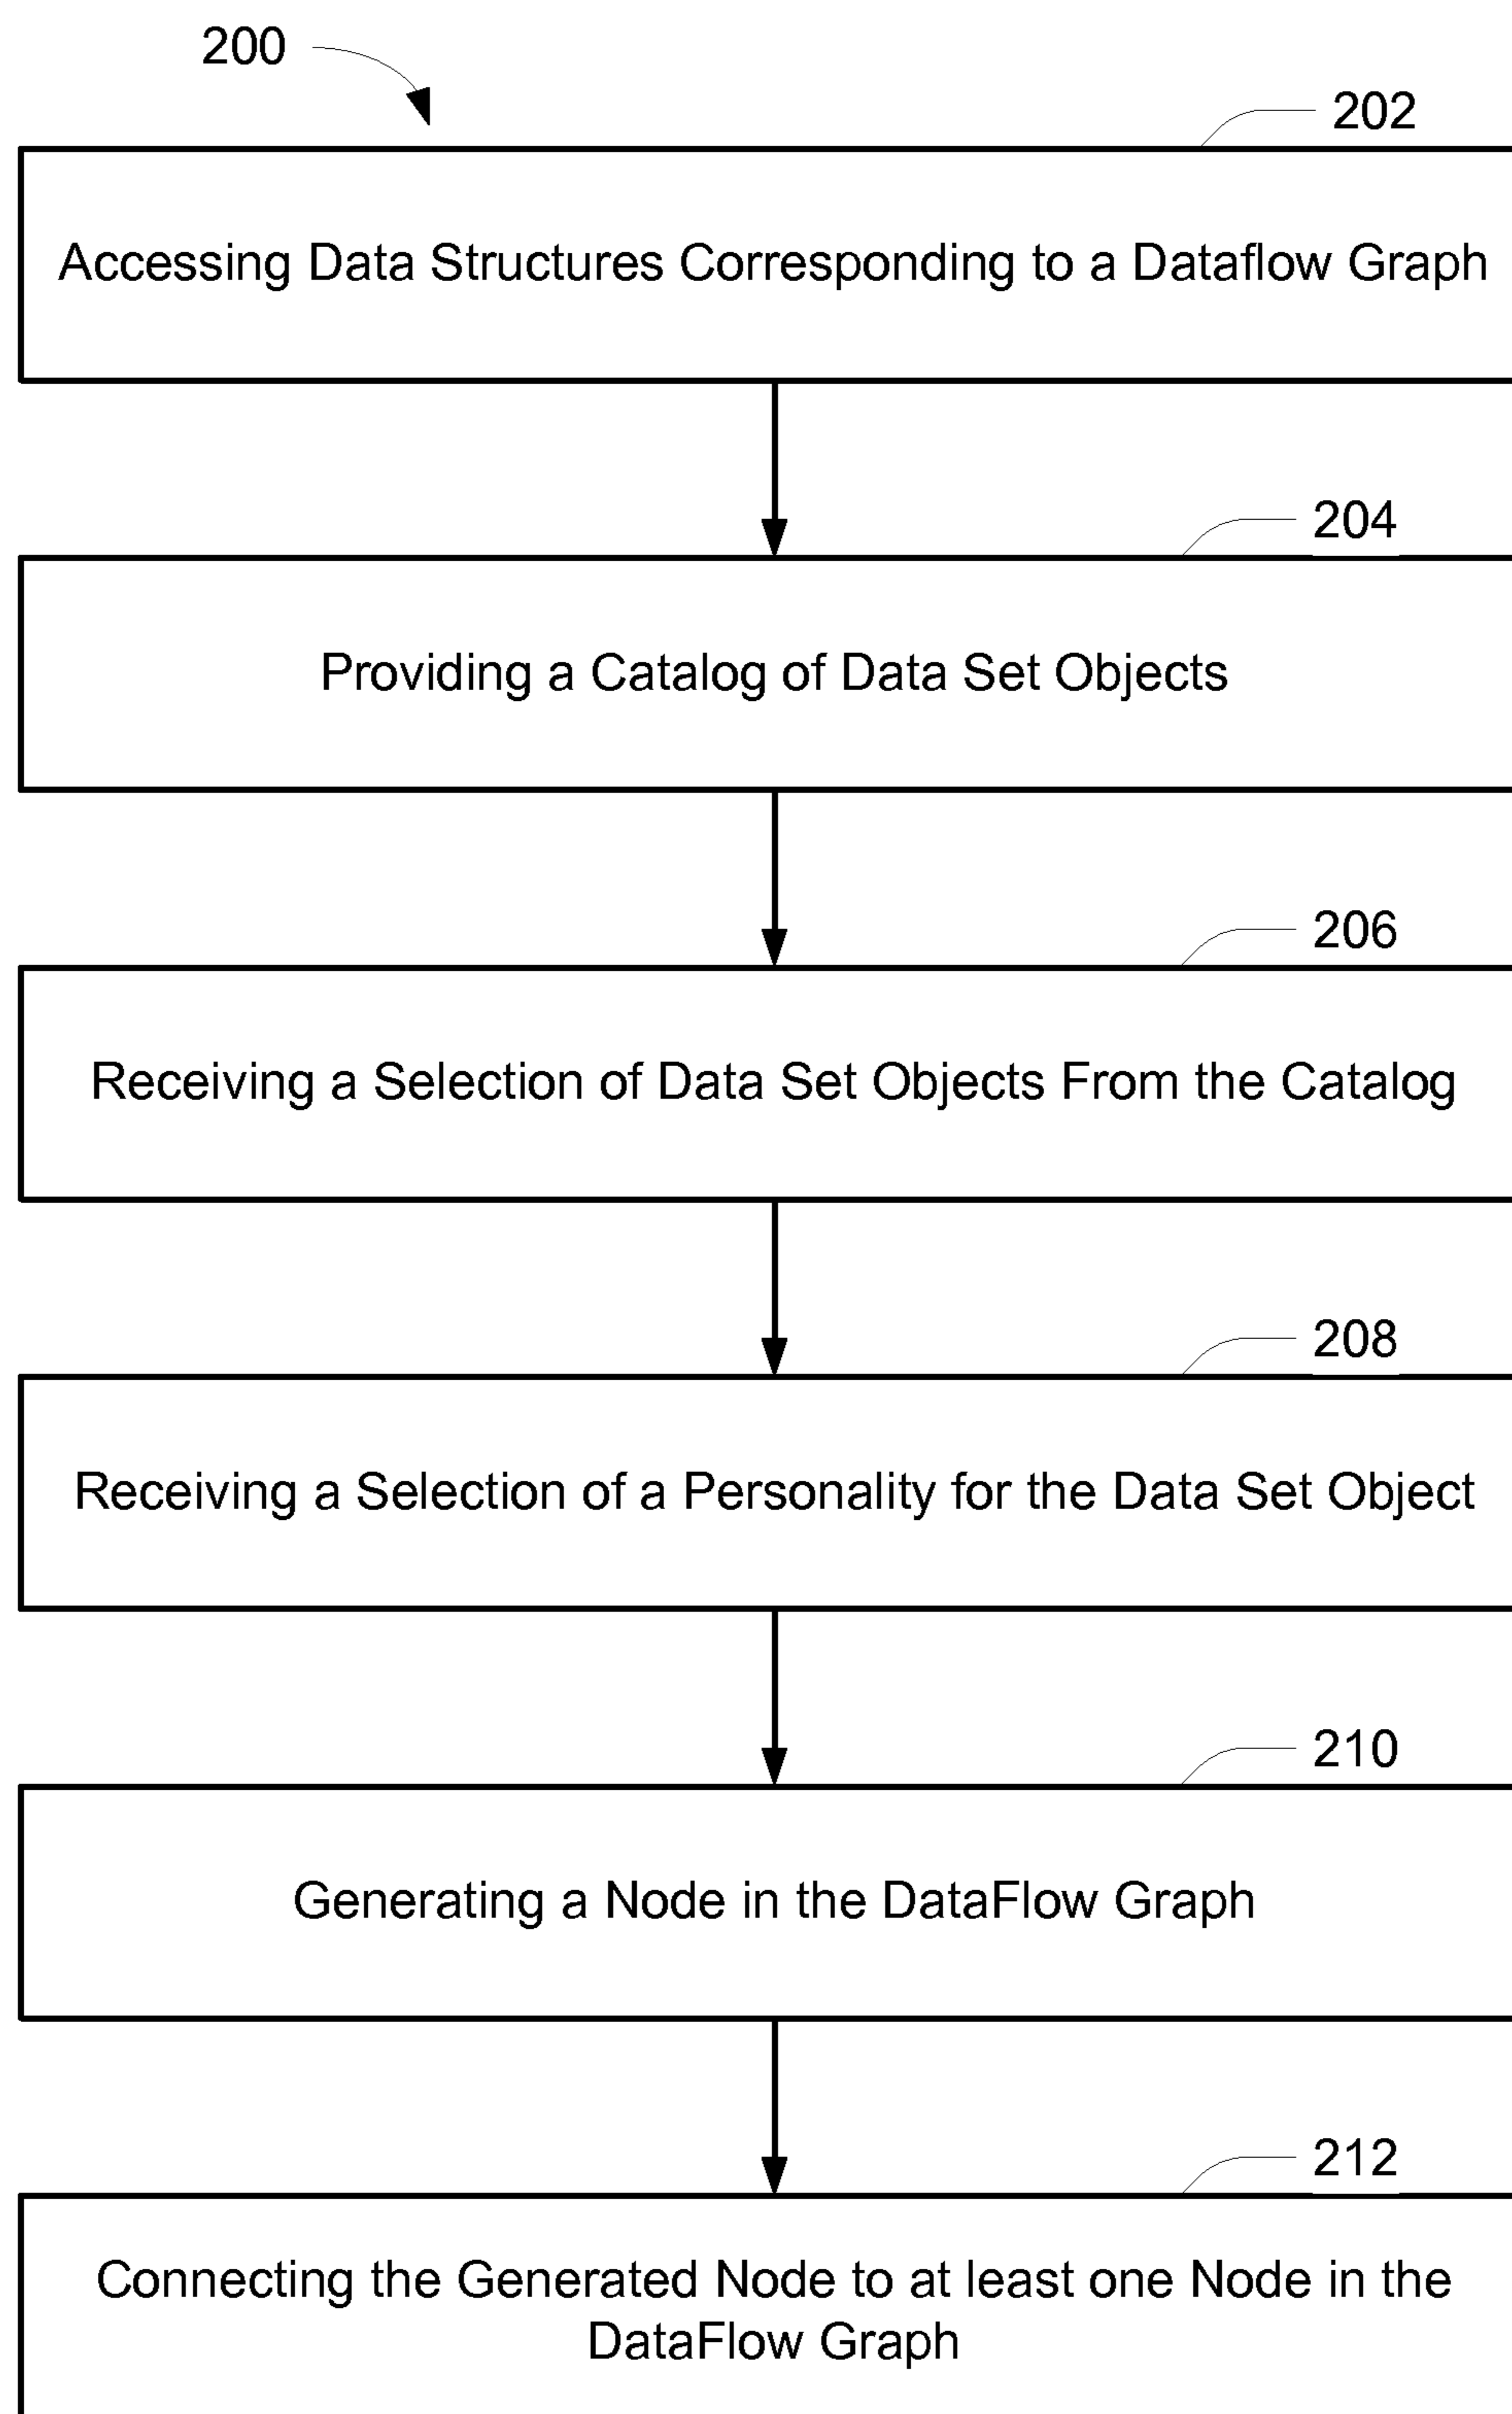 200
202
Accessing Data Structures Corresponding to a Dataflow Graph
204
Providing a Catalog of Data Set Objects
206
Receiving a Selection of Data Set Objects From the Catalog
208
Receiving a Selection of a Personality for the Data Set Object
210
Generating a Node in the DataFlow Graph
212
Connecting the Generated Node to at least one Node in the
DataFlow Graph